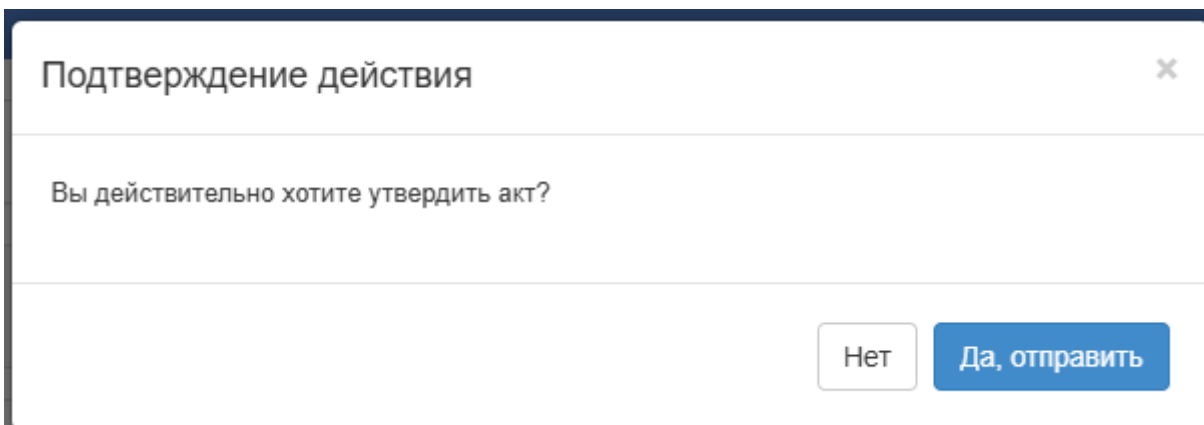 Подтверждение действия ×
Вы действительно хотите утвердить акт?
Нет Да, отправить